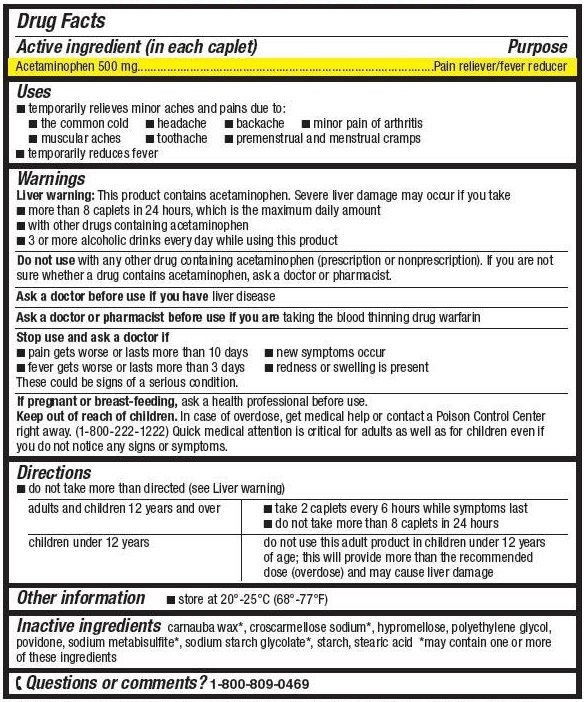 Drug Facts
Active ingredient (in each caplet) Purpose
Acetaminophen 500 mg..........................................................................................Pain reliever/fever reducer
Uses
■ temporarily relieves minor aches and pains due to:
■ the common cold ■ headache ■ backache ■ minor pain of arthritis
■ muscular aches ■ toothache ■ premenstrual and menstrual cramps
■ temporarily reduces fever
Warnings
Liver warning: This product contains acetaminophen. Severe liver damage may occur if you take
■ more than 8 caplets in 24 hours, which is the maximum daily amount
■ with other drugs containing acetaminophen
■ 3 or more alcoholic drinks every day while using this product
Do not use with any other drug containing acetaminophen (prescription or nonprescription). If you are not
sure whether a drug contains acetaminophen, ask a doctor or pharmacist.
Ask a doctor before use if you have liver disease
Ask a doctor or pharmacist before use if you are taking the blood thinning drug warfarin
Stop use and ask a doctor if
■ pain gets worse or lasts more than 10 days ■ new symptoms occur
■ fever gets worse or lasts more than 3 days ■ redness or swelling is present
These could be signs of a serious condition.
If pregnant or breast-feeding, ask a health professional before use.
Keep out of reach of children. In case of overdose, get medical help or contact a Poison Control Center
right away. (1-800-222-1222) Quick medical attention is critical for adults as well as for children even if
you do not notice any signs or symptoms.
Directions
■ do not take more than directed (see Liver warning)
adults and children 12 years and over ■ take 2 caplets every 6 hours while symptoms last
■ do not take more than 8 caplets in 24 hours
children under 12 years do not use this adult product in children under 12 years
of age; this will provide more than the recommended
dose (overdose) and may cause liver damage
Other information ■ store at 20°-25°C (68°-77°F)
Inactive ingredients carnauba wax*, croscarmellose sodium*, hypromellose, polyethylene glycol,
povidone, sodium metabisulfite*, sodium starch glycolate*, starch, stearic acid *may contain one or more
of these ingredients
Questions or comments? 1-800-809-0469